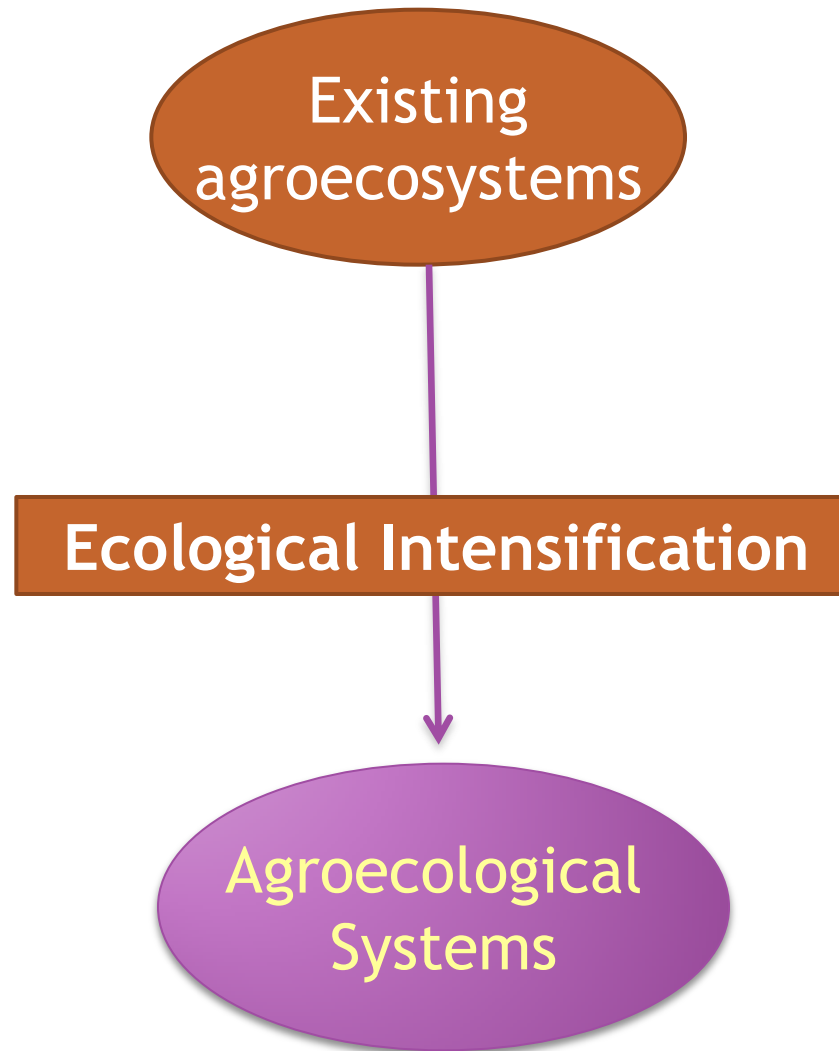 Existing
agroecosystems
Ecological Intensification
Agroecological
Systems